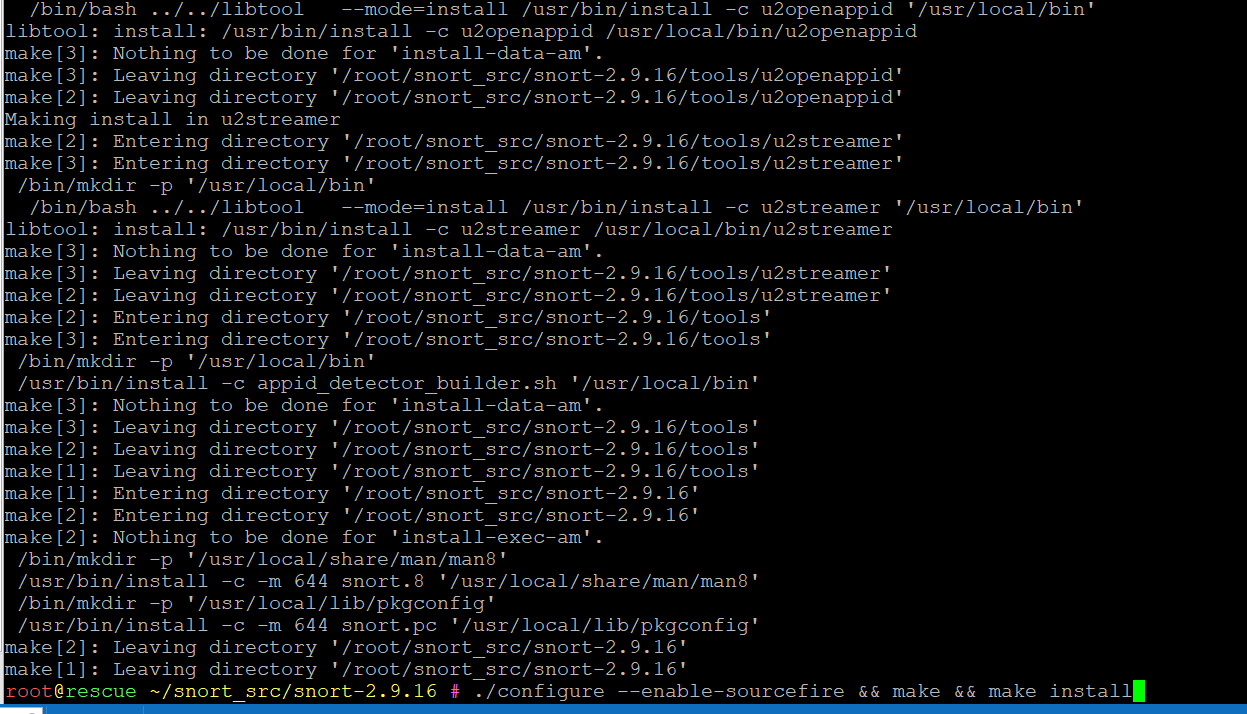 /bin/bash ../../libtool   --mode=install /usr/bin/install -c u2openappid '/usr/local/bin'
libtool: install: /usr/bin/install -c u2openappid /usr/local/bin/u2openappid
make[3]: Nothing to be done for 'install-data-am'.
make[3]: Leaving directory '/root/snort_src/snort-2.9.16/tools/u2openappid'
make[2]: Leaving directory '/root/snort_src/snort-2.9.16/tools/u2openappid'
Making install in u2streamer
make[2]: Entering directory '/root/snort_src/snort-2.9.16/tools/u2streamer'
make[3]: Entering directory '/root/snort_src/snort-2.9.16/tools/u2streamer'
 /bin/mkdir -p '/usr/local/bin'
  /bin/bash ../../libtool   --mode=install /usr/bin/install -c u2streamer '/usr/local/bin'
libtool: install: /usr/bin/install -c u2streamer /usr/local/bin/u2streamer
make[3]: Nothing to be done for 'install-data-am'.
make[3]: Leaving directory '/root/snort_src/snort-2.9.16/tools/u2streamer'
make[2]: Leaving directory '/root/snort_src/snort-2.9.16/tools/u2streamer'
make[2]: Entering directory '/root/snort_src/snort-2.9.16/tools'
make[3]: Entering directory '/root/snort_src/snort-2.9.16/tools'
 /bin/mkdir -p '/usr/local/bin'
 /usr/bin/install -c appid_detector_builder.sh '/usr/local/bin'
make[3]: Nothing to be done for 'install-data-am'.
make[3]: Leaving directory '/root/snort_src/snort-2.9.16/tools'
make[2]: Leaving directory '/root/snort_src/snort-2.9.16/tools'
make[1]: Leaving directory '/root/snort_src/snort-2.9.16/tools'
make[1]: Entering directory '/root/snort_src/snort-2.9.16'
make[2]: Entering directory '/root/snort_src/snort-2.9.16'
make[2]: Nothing to be done for 'install-exec-am'.
 /bin/mkdir -p '/usr/local/share/man/man8'
 /usr/bin/install -c -m 644 snort.8 '/usr/local/share/man/man8'
 /bin/mkdir -p '/usr/local/lib/pkgconfig'
 /usr/bin/install -c -m 644 snort.pc '/usr/local/lib/pkgconfig'
make[2]: Leaving directory '/root/snort_src/snort-2.9.16'
make[1]: Leaving directory '/root/snort_src/snort-2.9.16'
root@rescue ~/snort_src/snort-2.9.16 # ./configure --enable-sourcefire && make && make install